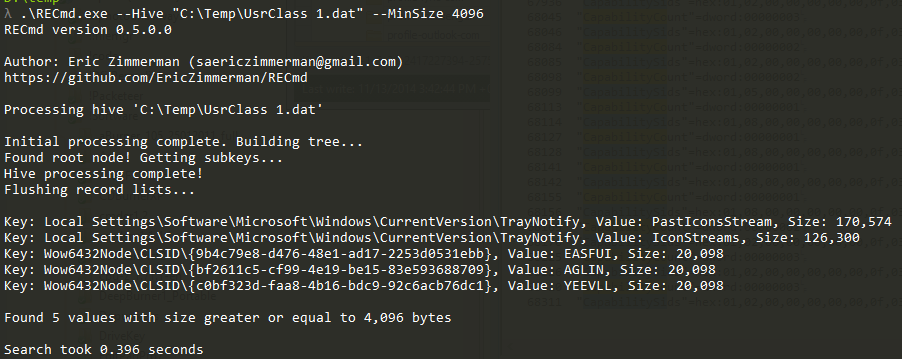 λ .\RECmd.exe --Hive "C:\Temp\UsrClass 1.dat" --MinSize 4096
RECmd version 0.5.0.0
Author: Eric Zimmerman (saericzimmerman@gmail.com)
https://github.com/EricZimmerman/RECmd
Processing hive 'C:\Temp\UsrClass 1.dat'
Initial processing complete. Building tree...
Found root node! Getting subkeys...
Hive processing complete!
Flushing record lists...
Key: Local Settings\Software\Microsoft\Windows\CurrentVersion\TrayNotify, Value: PastIconsStream, Size: 170,574
Key: Local Settings\Software\Microsoft\Windows\CurrentVersion\TrayNotify, Value: IconStreams, Size: 126,300
Key: Wow6432Node\CLSID\{9b4c79e8-d476-48e1-ad17-2253d0531ebb}, Value: EASFUI, Size: 20,098
Key: Wow6432Node\CLSID\{bf2611c5-cf99-4e19-be15-83e593688709}, Value: AGLIN, Size: 20,098
Key: Wow6432Node\CLSID\{c0bf323d-faa8-4b16-bdc9-92c6acb76dc1}, Value: YEEVLL, Size: 20,098
Found 5 values with size greater or equal to 4,096 bytes
Search took 0.396 seconds